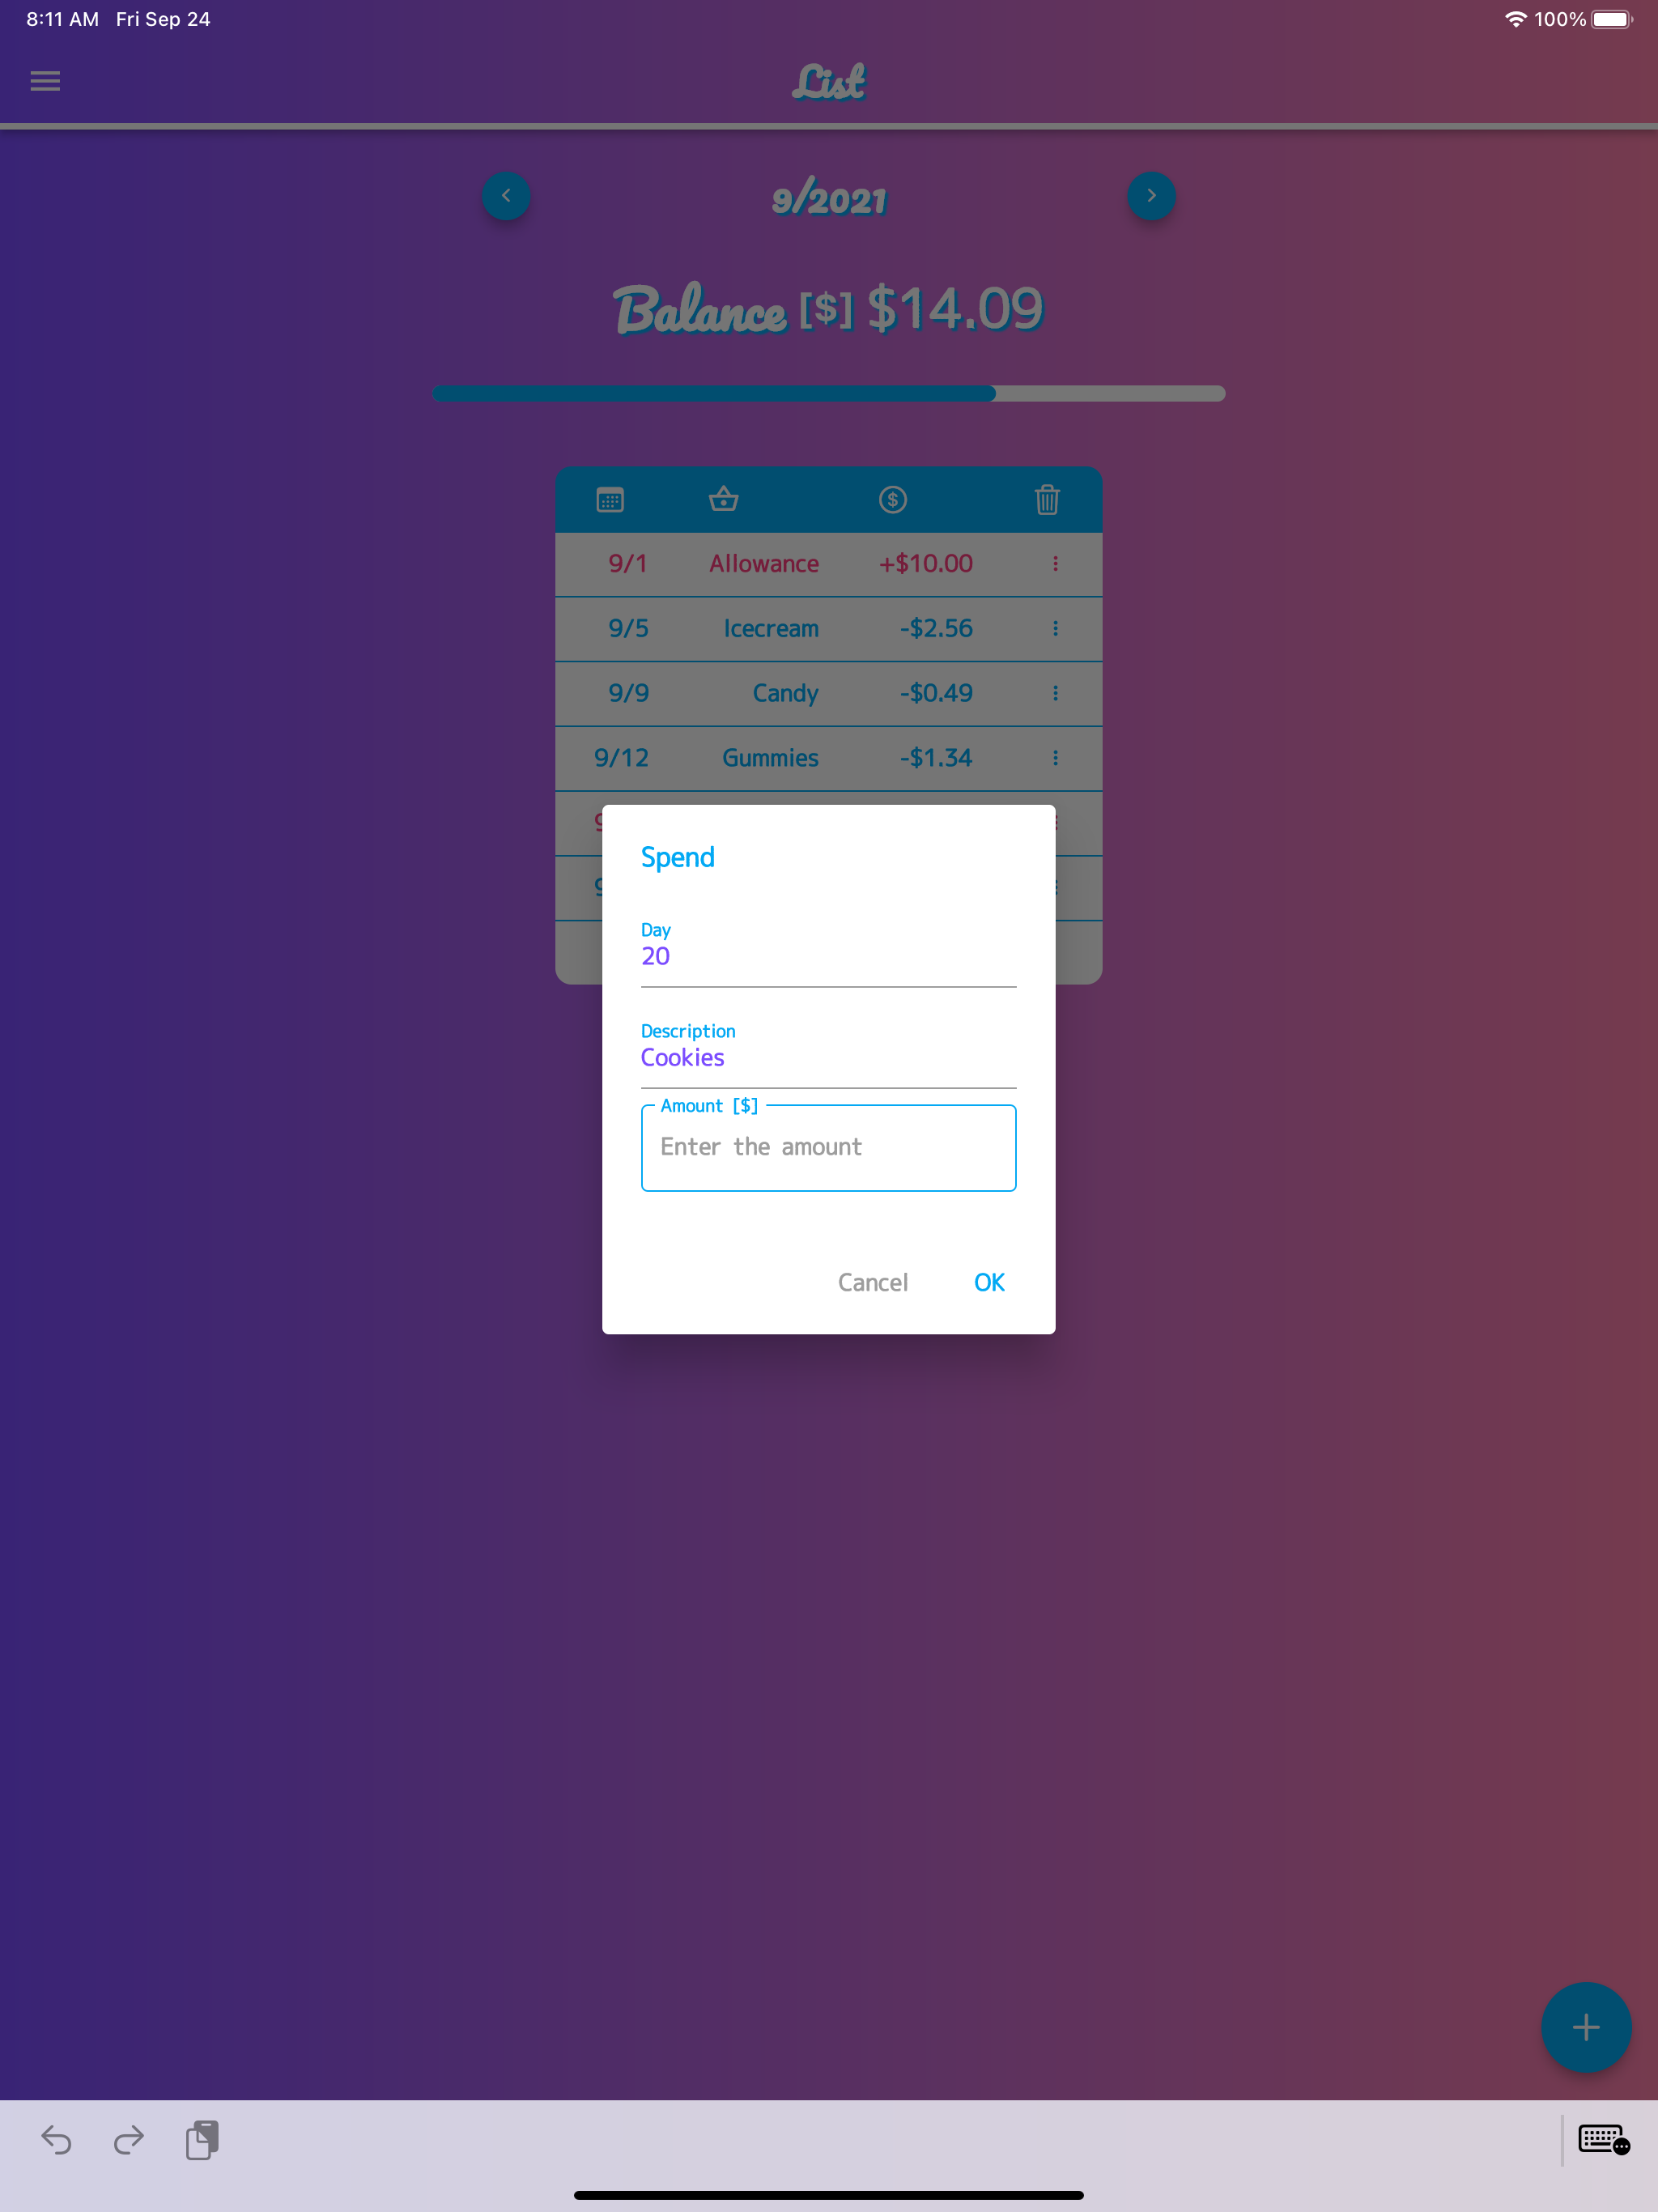 8:11 AM Fri Sep 24 100%
List
9/2021
Balance [$] $14.09
9/1 Allowance +$10.00
9/5 Icecream -$2.56
9/9 Candy -$0.49
9/12 Gummies -$1.34
Spend
Day
20
Description
Cookies
Amount [$]
Enter the amount
Cancel OK